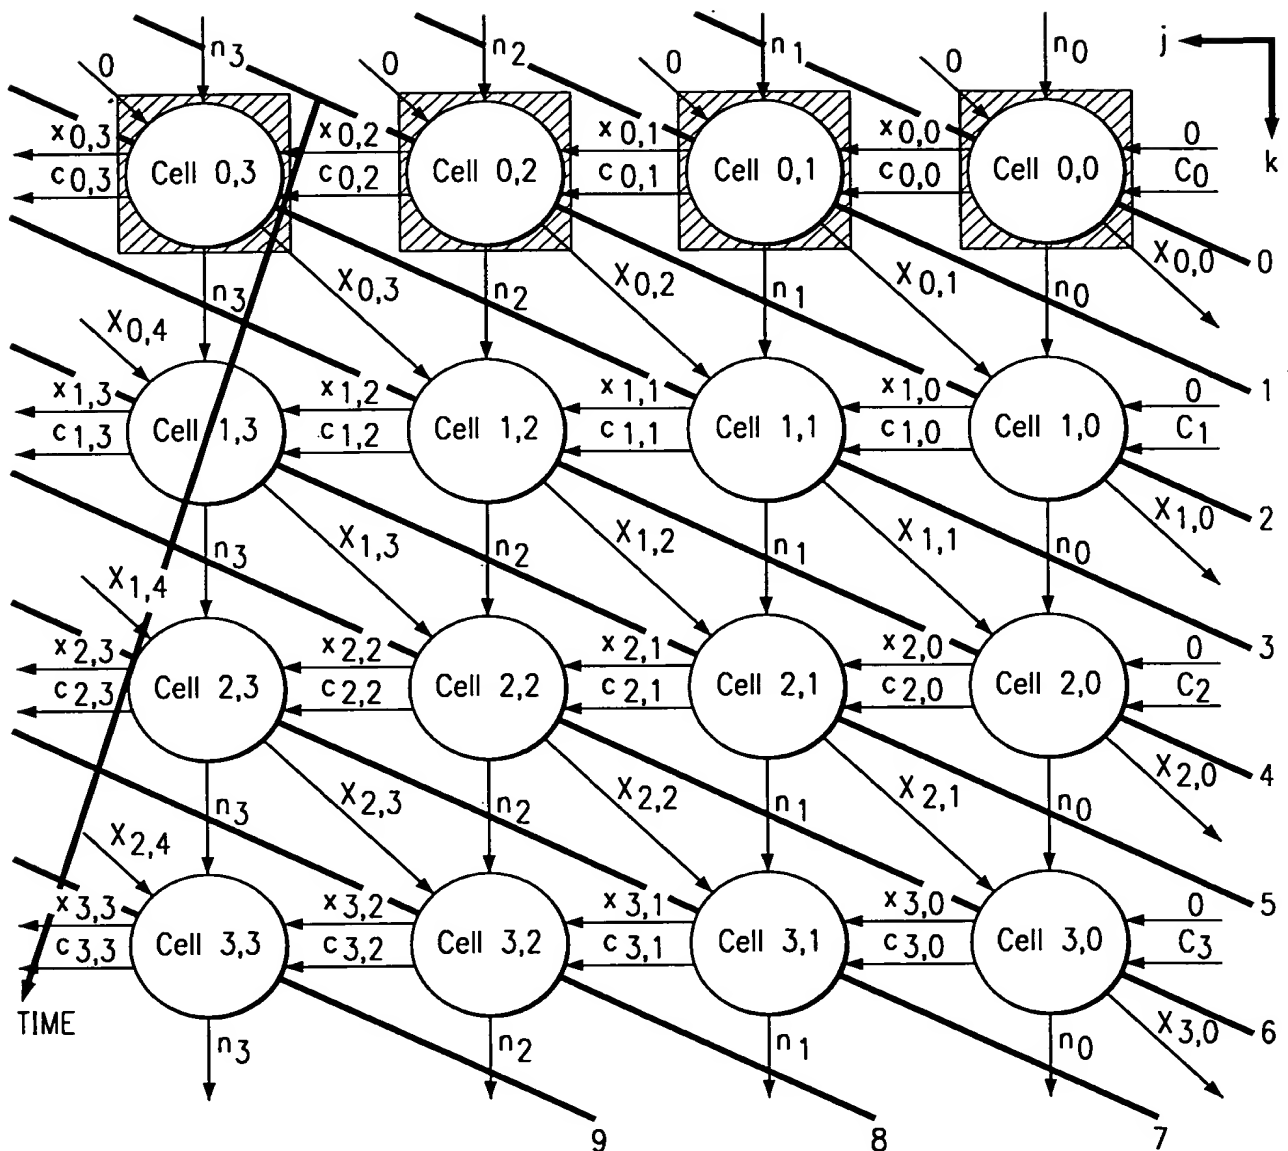 n3 n2 n1 n0 j
0 0 0 0
k
x0,3 x0,2 x0,1 x0,0 0
Cell 0,3 Cell 0,2 Cell 0,1 Cell 0,0
c0,3 c0,2 c0,1 c0,0 C0
X0,3 X0,2 X0,1 X0,0 0
n3 n2 n1 n0
X0,4
1
x1,3 x1,2 x1,1 x1,0 0
Cell 1,3 Cell 1,2 Cell 1,1 Cell 1,0
c1,3 c1,2 c1,1 c1,0 C1
X1,3 X1,2 X1,1 X1,0 2
n3 n2 n1 n0
X1,4
3
x2,3 x2,2 x2,1 x2,0 0
Cell 2,3 Cell 2,2 Cell 2,1 Cell 2,0
c2,3 c2,2 c2,1 c2,0 C2
X2,3 X2,2 X2,1 X2,0 4
n3 n2 n1 n0
X2,4
5
x3,3 x3,2 x3,1 x3,0 0
Cell 3,3 Cell 3,2 Cell 3,1 Cell 3,0
c3,3 c3,2 c3,1 c3,0 C3
TIME X3,0 6
n3 n2 n1 n0
9 8 7